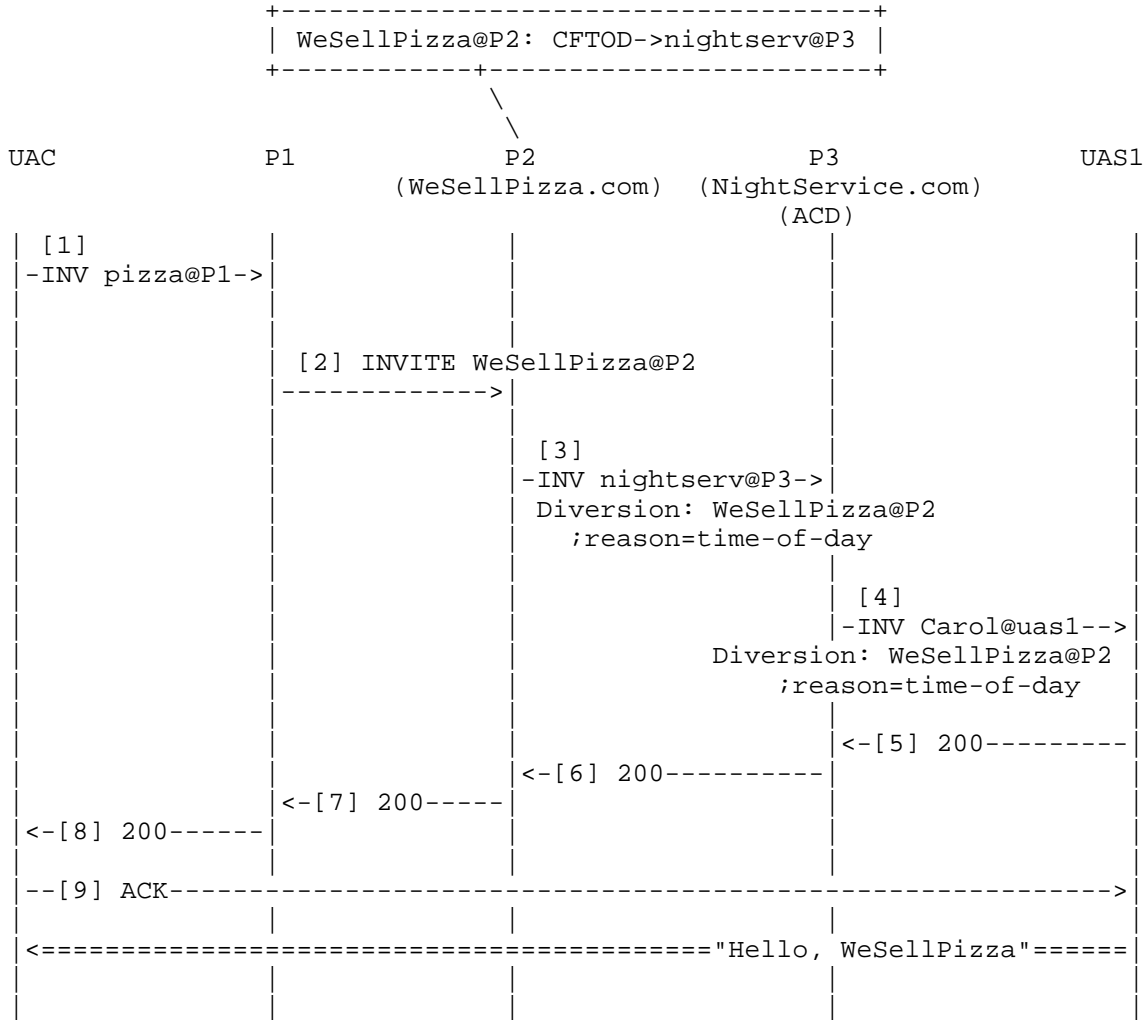 +------------------------------------+
| WeSellPizza@P2: CFTOD->nightserv@P3 |
+------------+------------------------+
\
\
UAC P1 P2 P3 UAS1
(WeSellPizza.com) (NightService.com)
(ACD)
| [1] | | | |
|-INV pizza@P1->| | | |
| | | | |
| | | | |
| | [2] INVITE WeSellPizza@P2 | |
| |------------->| | |
| | | | |
| | | [3] | |
| | |-INV nightserv@P3->| |
| | | Diversion: WeSellPizza@P2 |
| | | ;reason=time-of-day |
| | | | |
| | | | [4] |
| | | |-INV Carol@uas1-->|
| | | Diversion: WeSellPizza@P2 |
| | | ;reason=time-of-day |
| | | | |
| | | |<-[5] 200---------|
| | |<-[6] 200----------| |
| |<-[7] 200-----| | |
|<-[8] 200------| | | |
| | | | |
|--[9] ACK----------------------------------------------------------->|
| | | | |
|<=========================================="Hello, WeSellPizza"======|
| | | | |
| | | | |